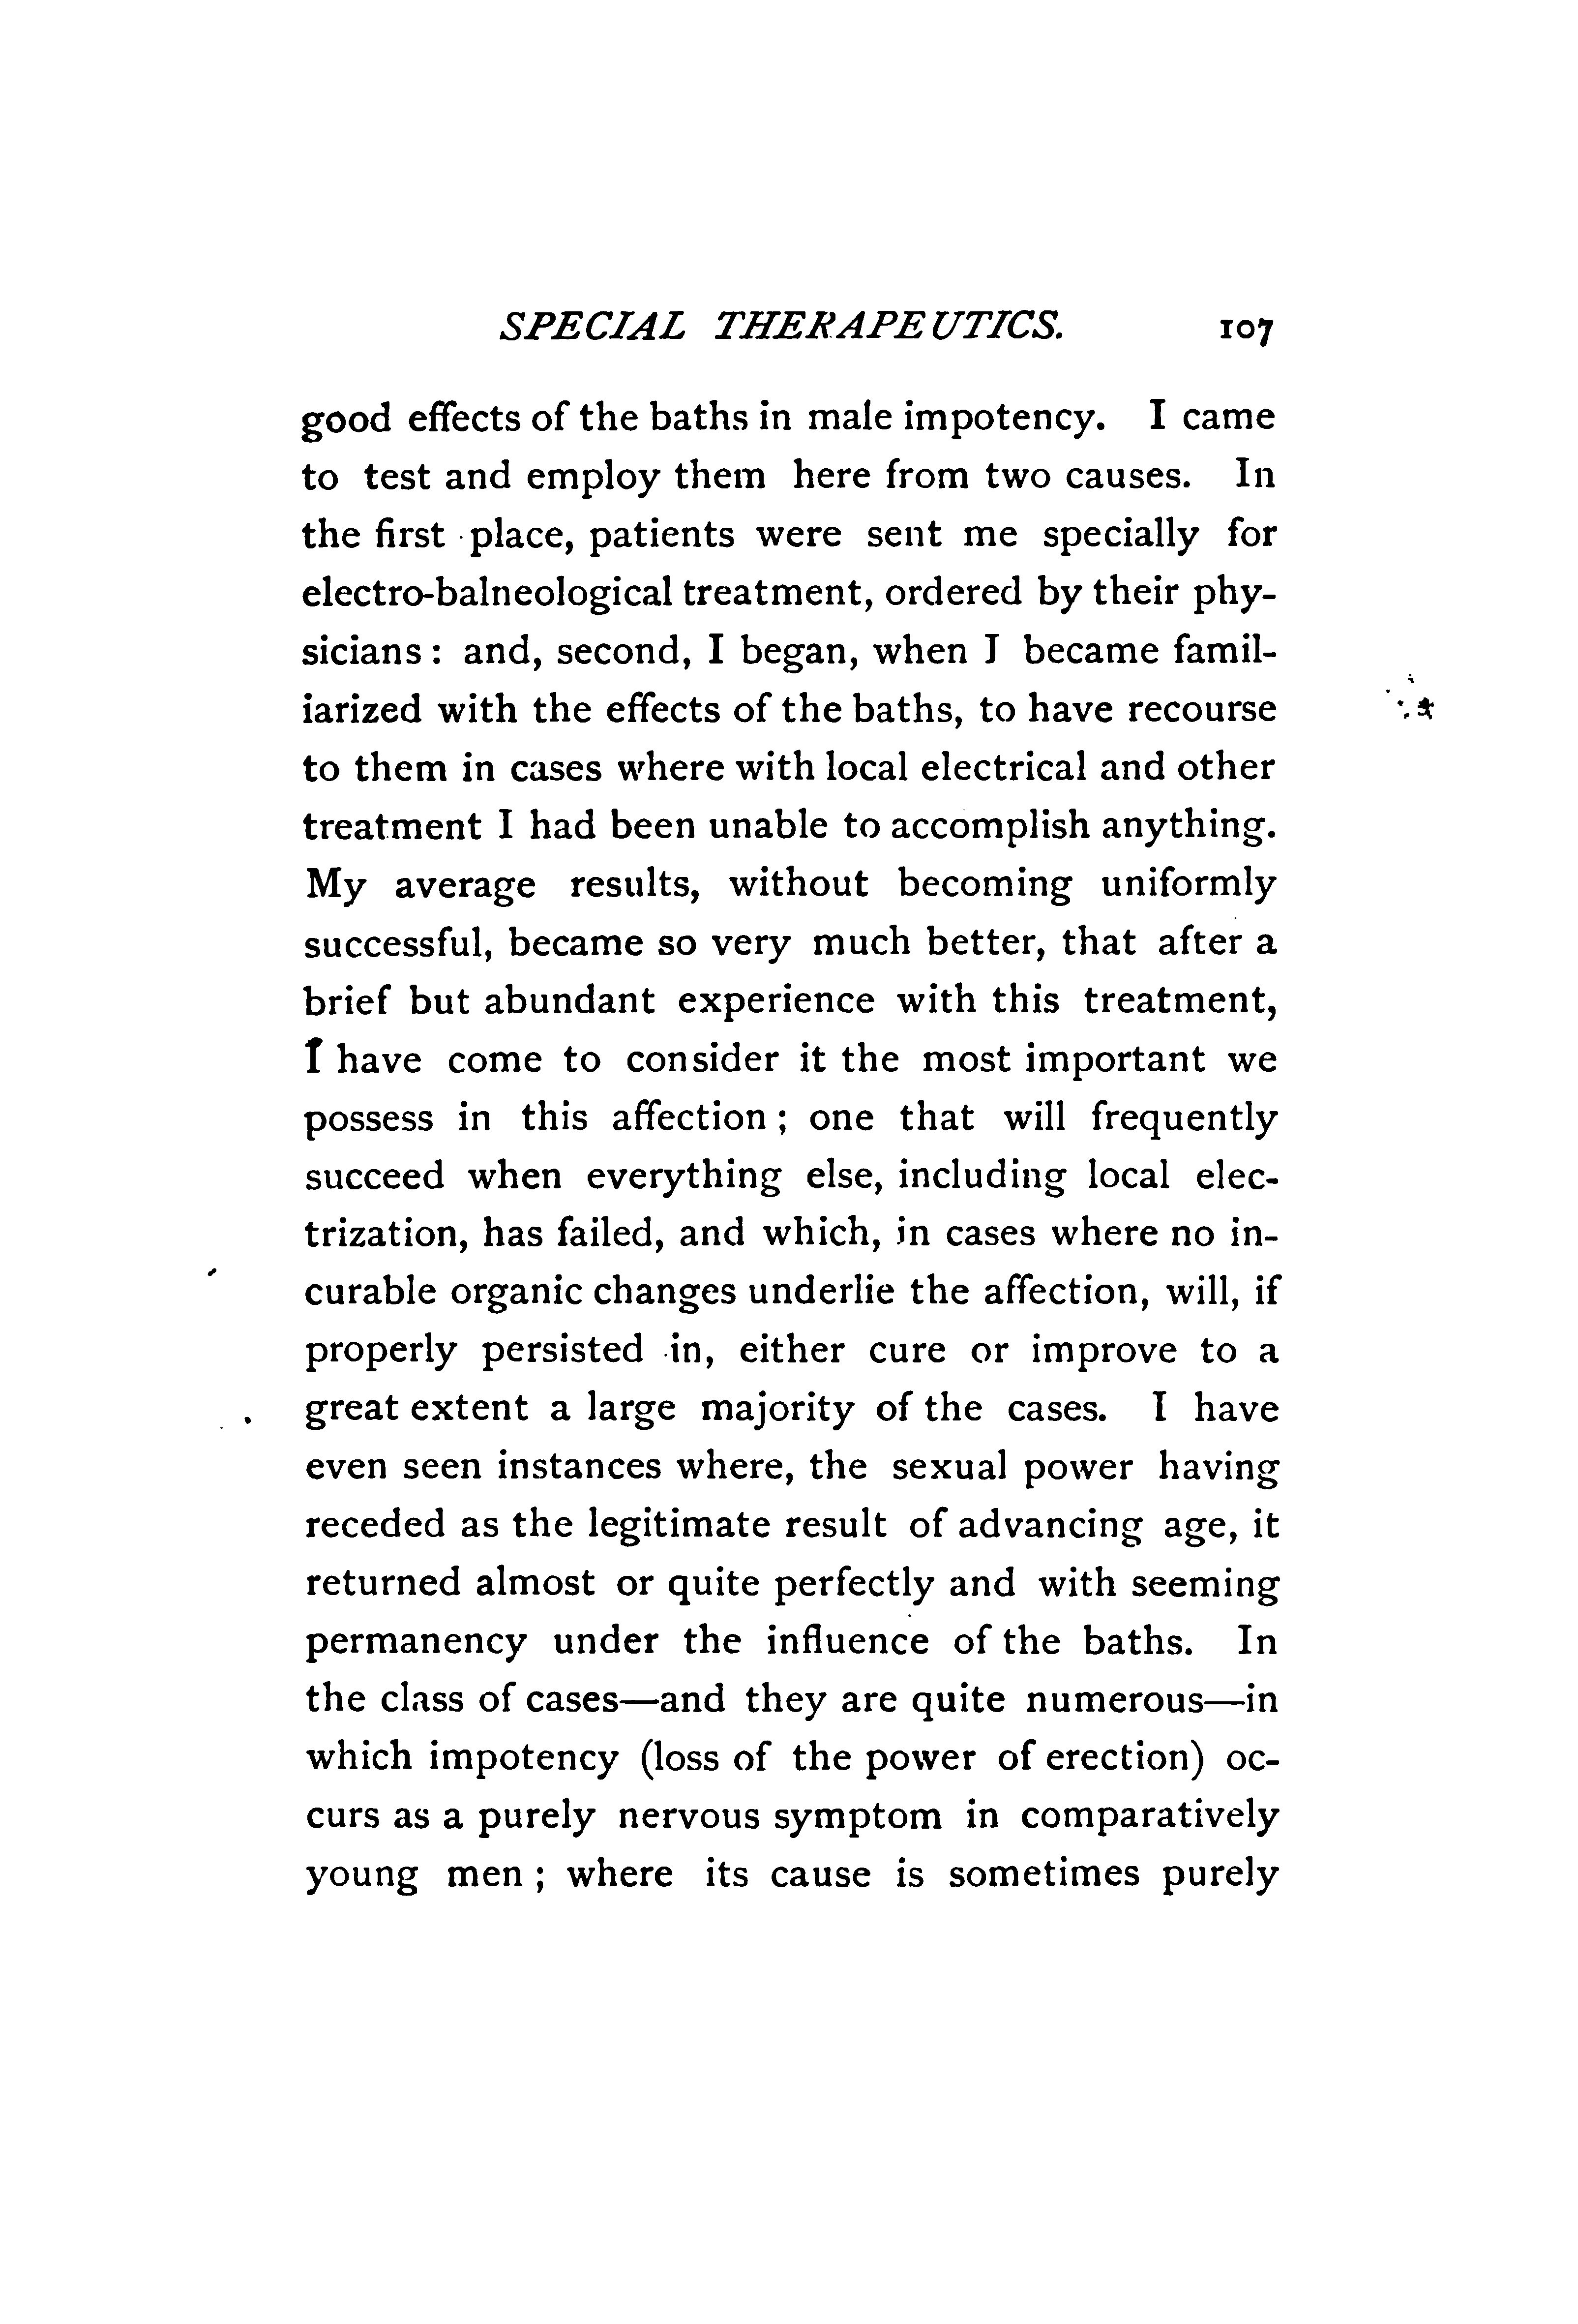 SPECIAL THERAPEUTICS. 107
good effects of the baths in male impotency. I came
to test and employ them here from two causes. In
the first place, patients were sent me specially for
electro-balneological treatment, ordered by their phy-
sicians : and, second, I began, when I became famil-
iarized with the effects of the baths, to have recourse
to them in cases where with local electrical and other
treatment I had been unable to accomplish anything.
My average results, without becoming uniformly
successful, became so very much better, that after a
brief but abundant experience with this treatment,
I have come to consider it the most important we
possess in this affection ; one that will frequently
succeed when everything else, including local elec-
trization, has failed, and which, in cases where no in-
curable organic changes underlie the affection, will, if
properly persisted in, either cure or improve to a
great extent a large majority of the cases. I have
even seen instances where, the sexual power having
receded as the legitimate result of advancing age, it
returned almost or quite perfectly and with seeming
permanency under the influence of the baths. In
the class of cases—and they are quite numerous—in
which impotency (loss of the power of erection) oc-
curs as a purely nervous symptom in comparatively
young men ; where its cause is sometimes purely